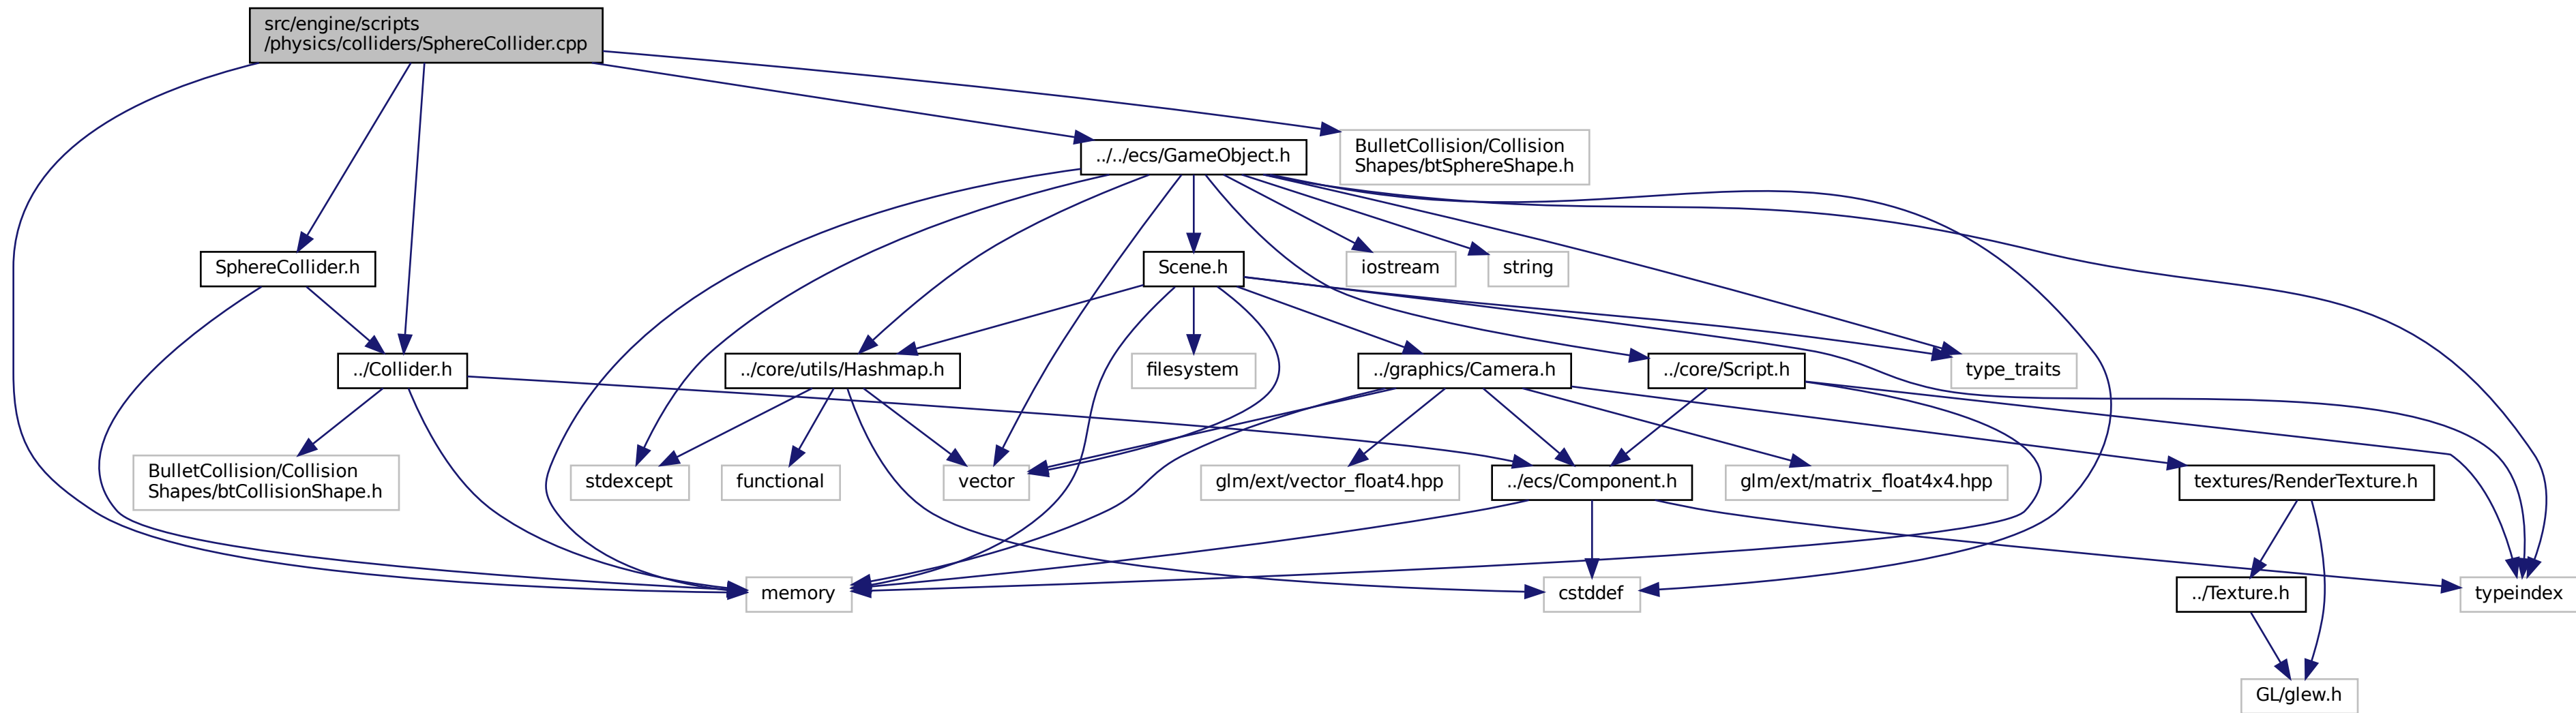 src/engine/scripts
/physics/colliders/SphereCollider.cpp
BulletCollision/Collision
Shapes/btSphereShape.h
../../ecs/GameObject.h
SphereCollider.h
Scene.h
iostream
string
../Collider.h
../core/utils/Hashmap.h
filesystem
../graphics/Camera.h
../core/Script.h
type_traits
BulletCollision/Collision
Shapes/btCollisionShape.h
stdexcept
functional
vector
glm/ext/vector_float4.hpp
../ecs/Component.h
glm/ext/matrix_float4x4.hpp
textures/RenderTexture.h
memory
cstddef
../Texture.h
typeindex
GL/glew.h